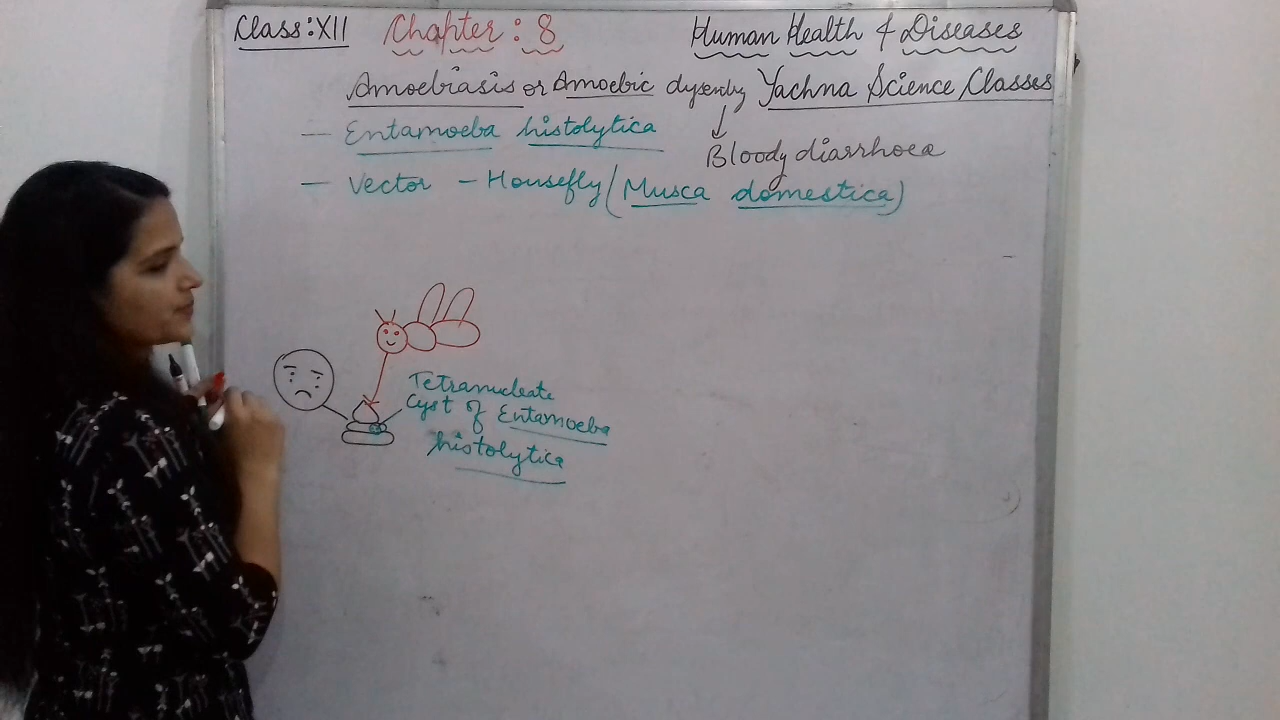 Class:XII Chapter: 8 Human Health & Diseases
Amoebiasis or Amoebic dysentry Yachna Science Classes
— Entamoeba histolytica
Bloody diarrhoea
— Vector – Housefly (Musca domestica)
Tetranucleate
Cyst of Entamoeba
histolytica